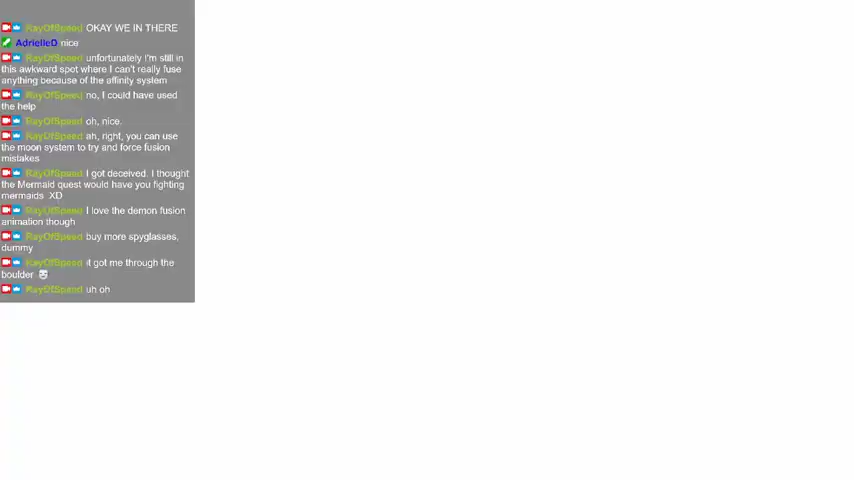 RayOfSpeed OKAY WE IN THERE
AdrielleD nice
RayOfSpeed unfortunately I'm still in
this awkward spot where I can't really fuse
anything because of the affinity system
RayOfSpeed no, I could have used
the help
RayOfSpeed oh, nice.
RayOfSpeed ah, right, you can use
the moon system to try and force fusion
mistakes
RayOfSpeed I got deceived. I thought
the Mermaid quest would have you fighting
mermaids XD
RayOfSpeed I love the demon fusion
animation though
RayOfSpeed buy more spyglasses,
dummy
RayOfSpeed it got me through the
boulder
RayOfSpeed uh oh